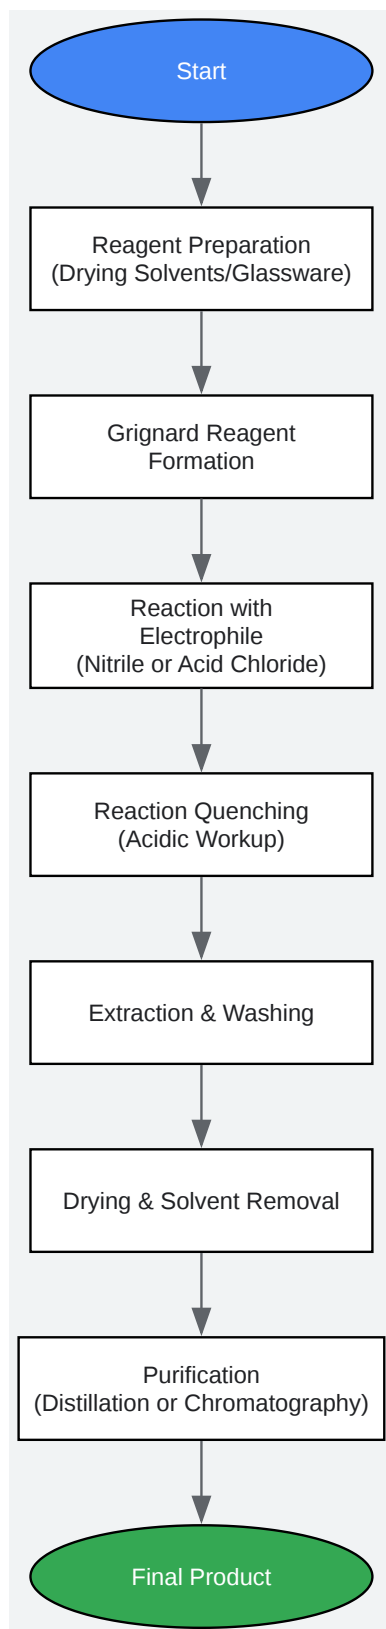 Start
Reagent Preparation
(Drying Solvents/Glassware)
Grignard Reagent
Formation
Reaction with
Electrophile
(Nitrile or Acid Chloride)
Reaction Quenching
(Acidic Workup)
Extraction & Washing
Drying & Solvent Removal
Purification
(Distillation or Chromatography)
Final Product